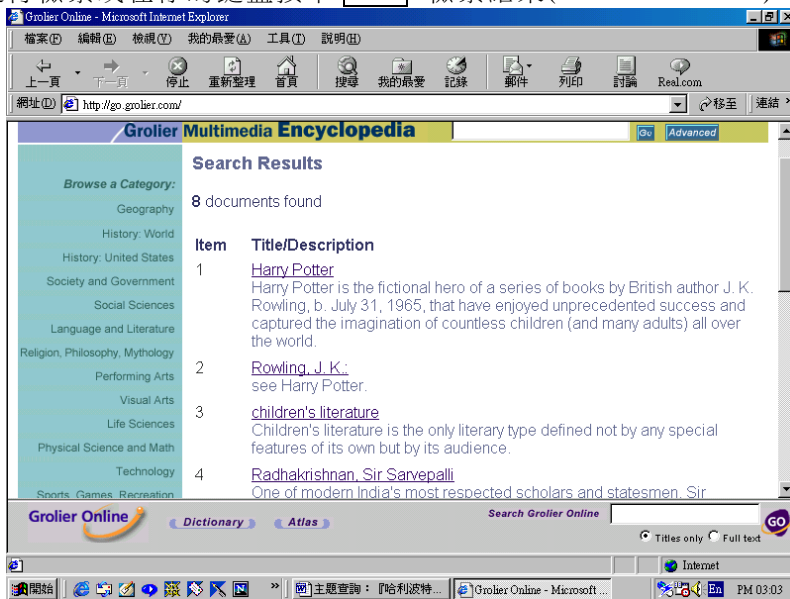 Grolier Online - Microsoft Internet Explorer
檔案(F) 編輯(E) 檢視(V) 我的最愛(A) 工具(T) 說明(H)
上一頁 下一頁 停止 重新整理 首頁 搜尋 我的最愛 記錄 郵件 列印 討論 Real.com
網址(D) http://go.grolier.com/ 移至 連結 »
Grolier Multimedia Encyclopedia Go Advanced
Search Results
8 documents found
Browse a Category:
Geography
History: World
History: United States
Society and Government
Social Sciences
Language and Literature
Religion, Philosophy, Mythology
Performing Arts
Visual Arts
Life Sciences
Physical Science and Math
Technology
Sports, Games, Recreation
Item Title/Description
1 Harry Potter
Harry Potter is the fictional hero of a series of books by British author J. K.
Rowling, b. July 31, 1965, that have enjoyed unprecedented success and
captured the imagination of countless children (and many adults) all over
the world.
2 Rowling, J. K.:
see Harry Potter.
3 children's literature
Children's literature is the only literary type defined not by any special
features of its own but by its audience.
4 Radhakrishnan, Sir Sarvepalli
One of modern India's most respected scholars and statesmen, Sir
Grolier Online Dictionary Atlas Search Grolier Online GO
Titles only Full text
Internet
開始 » 主題查詢：『哈利波特... Grolier Online - Microsoft ... En PM 03:03